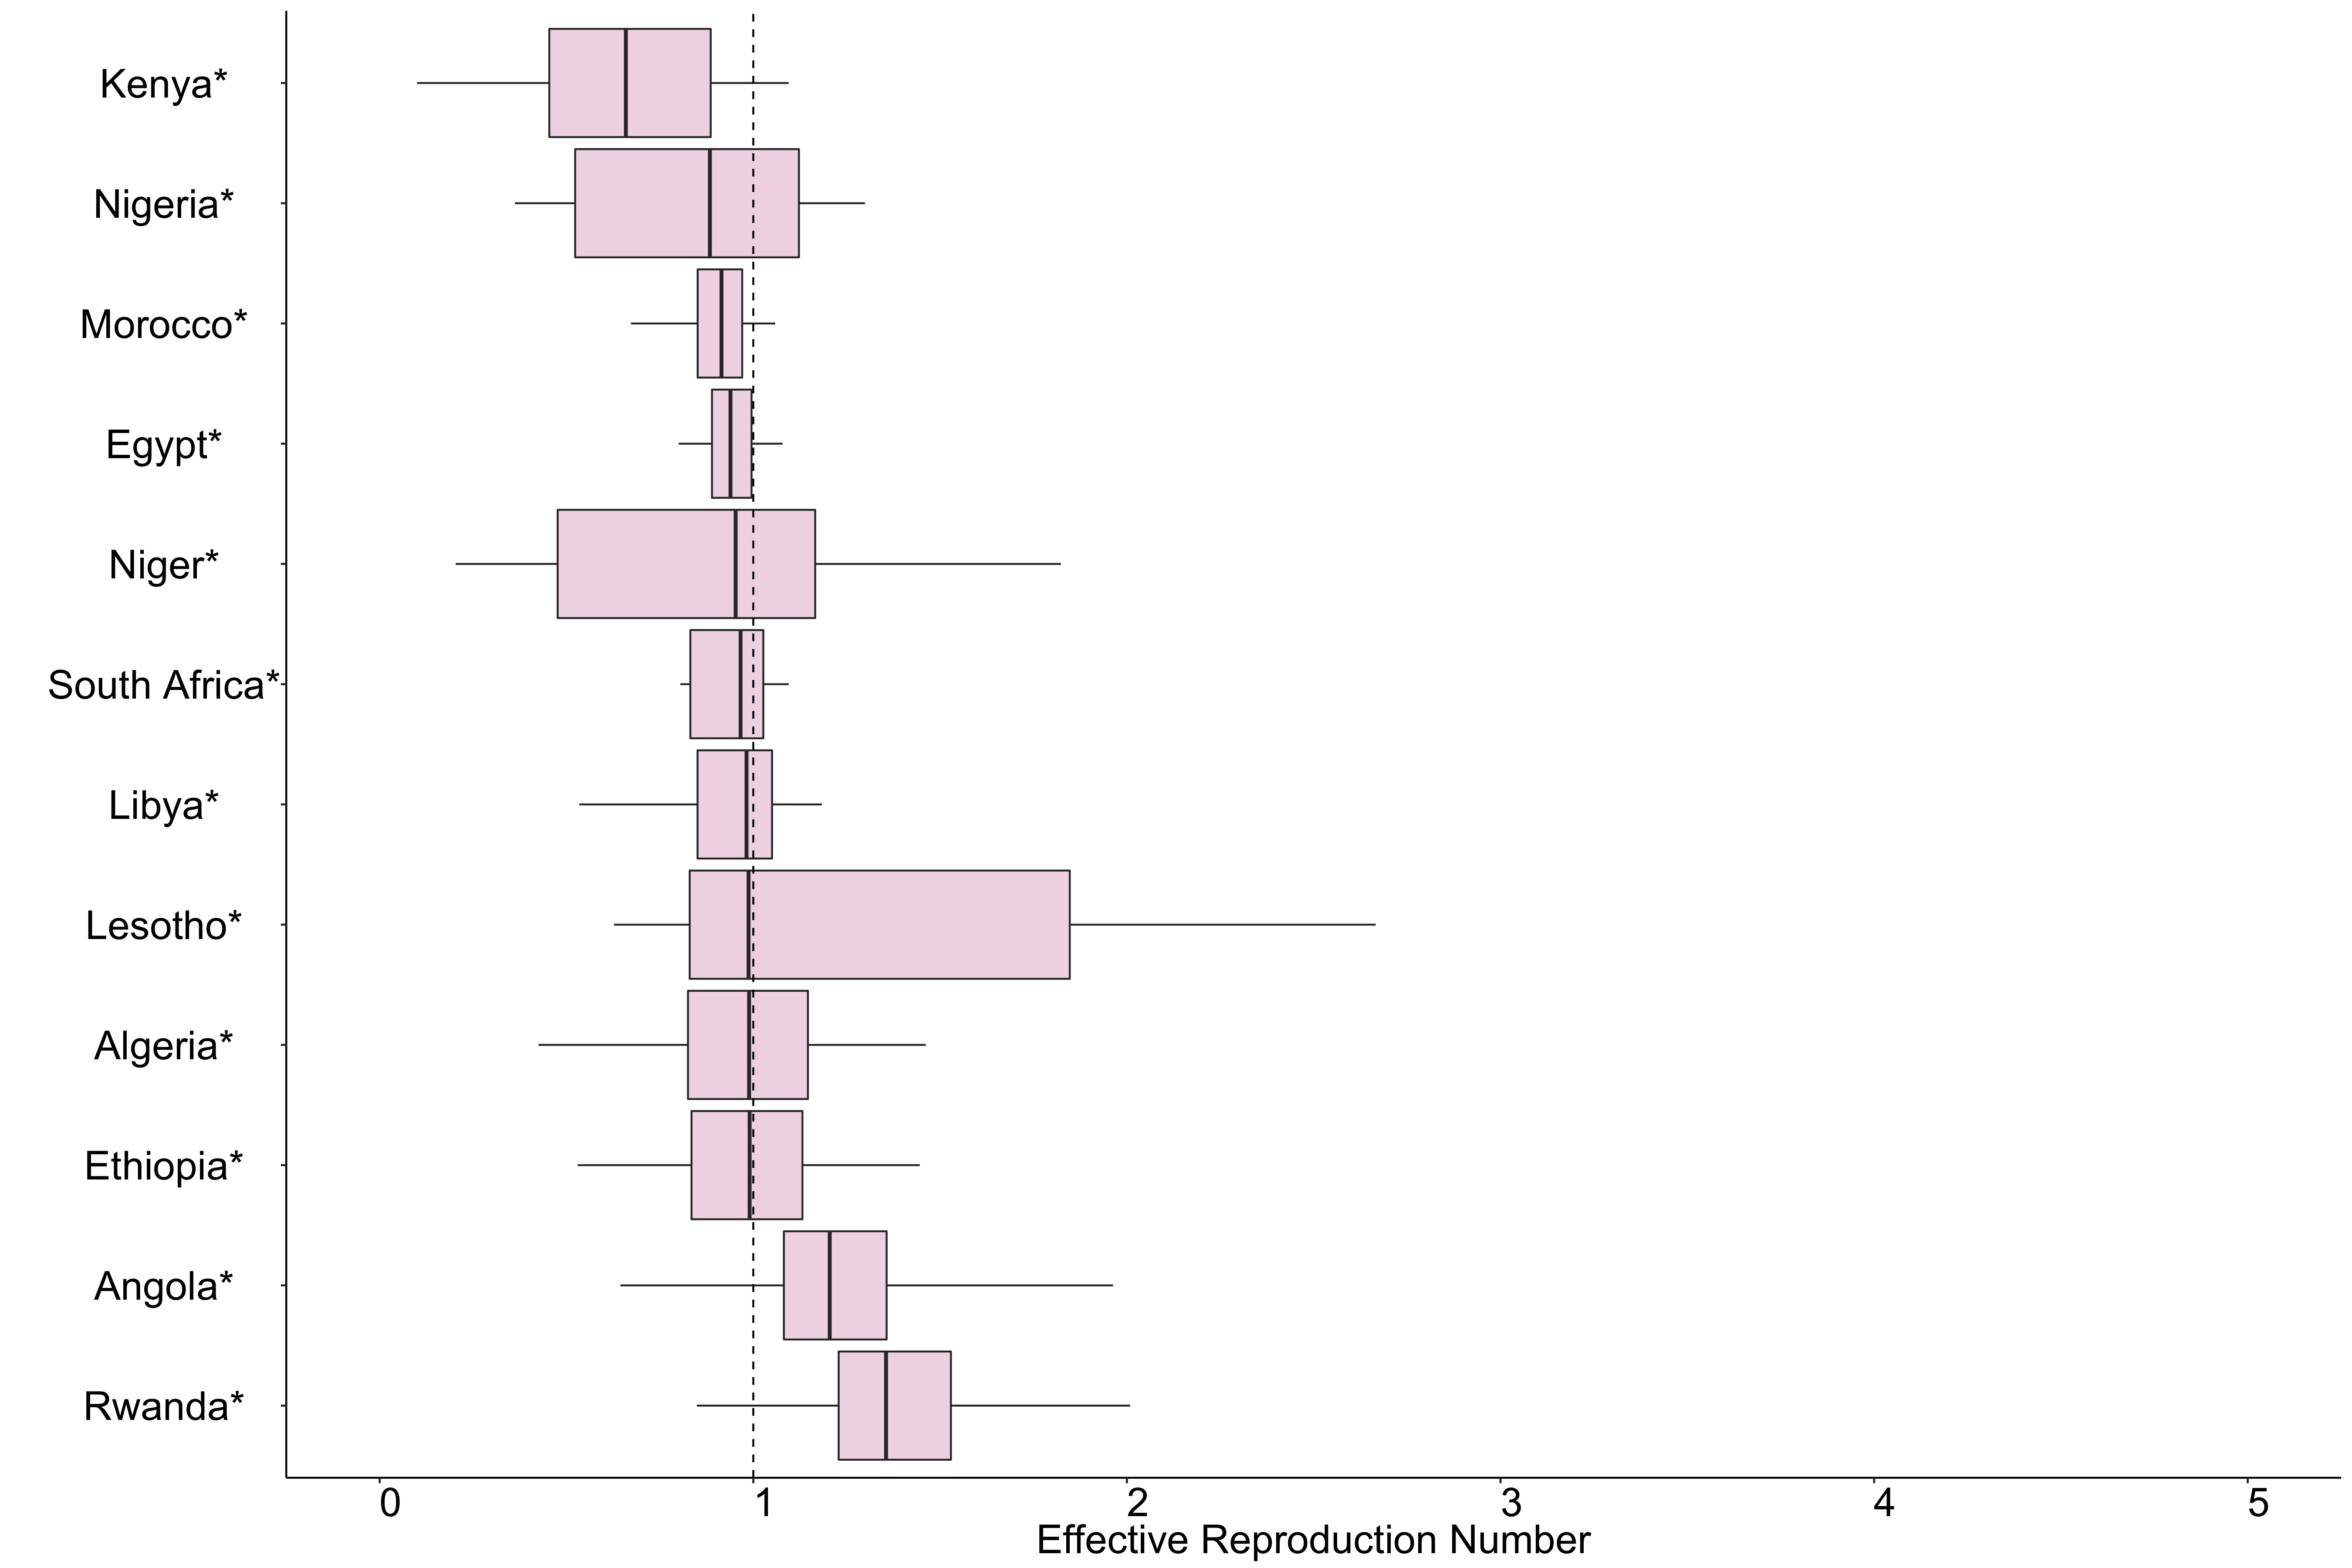 Kenya*
Nigeria*
Morocco*
Egypt*
Niger*
South Africa*
Libya*
Lesotho*
Algeria*
Ethiopia*
Angola*
Rwanda*
0 1 2 3 4 5
Effective Reproduction Number